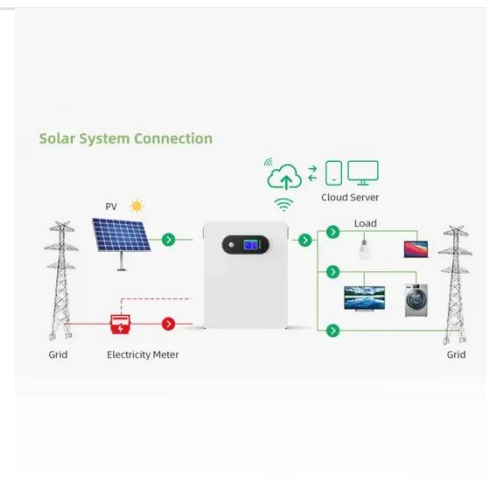 Solar System Connection
PV
Cloud Server
Load
Grid
Electricity Meter
Grid